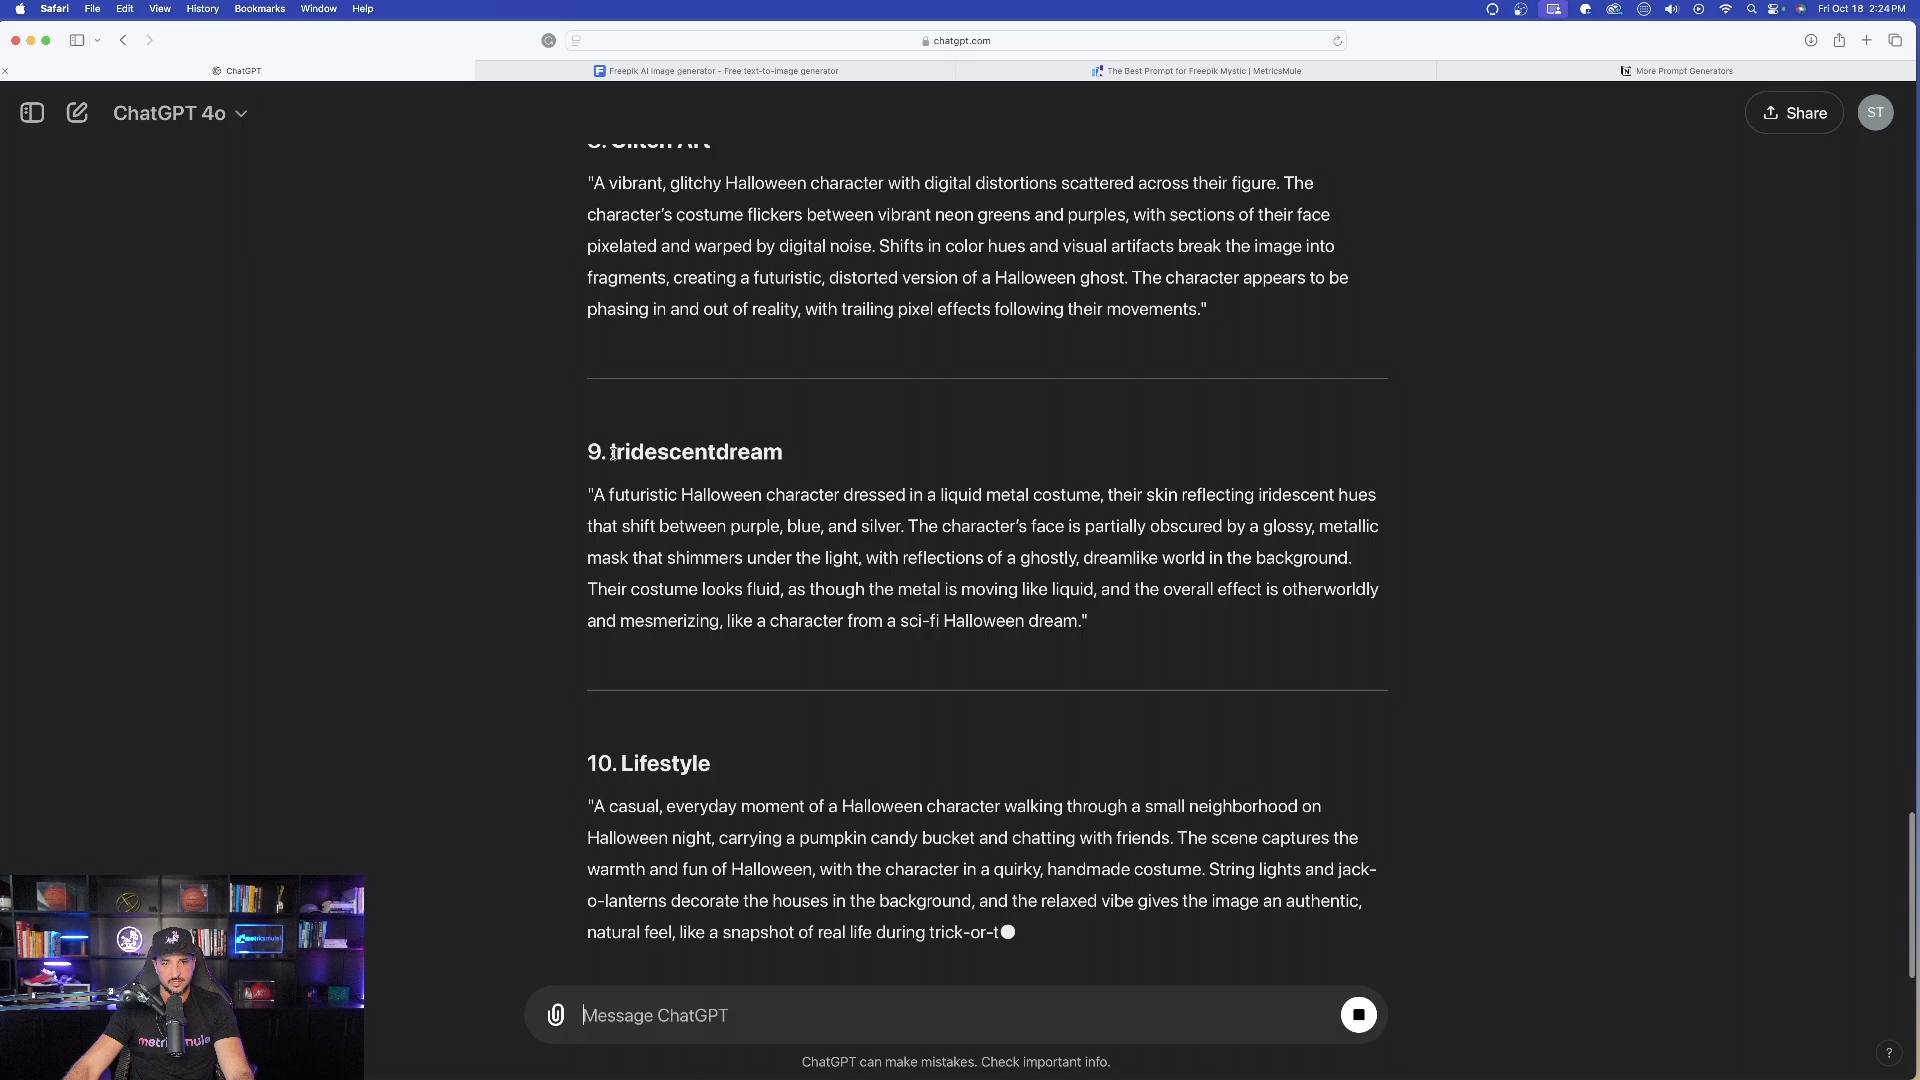 Safari File Edit View History Bookmarks Window Help Fri Oct 18 2:24 PM
chatgpt.com
ChatGPT Freepik AI image generator - Free text-to-image generator The Best Prompt for Freepik Mystic | MetricsMule More Prompt Generators
ChatGPT 4o Share ST
8. Glitch Art
"A vibrant, glitchy Halloween character with digital distortions scattered across their figure. The
character's costume flickers between vibrant neon greens and purples, with sections of their face
pixelated and warped by digital noise. Shifts in color hues and visual artifacts break the image into
fragments, creating a futuristic, distorted version of a Halloween ghost. The character appears to be
phasing in and out of reality, with trailing pixel effects following their movements."
9. Iridescentdream
"A futuristic Halloween character dressed in a liquid metal costume, their skin reflecting iridescent hues
that shift between purple, blue, and silver. The character's face is partially obscured by a glossy, metallic
mask that shimmers under the light, with reflections of a ghostly, dreamlike world in the background.
Their costume looks fluid, as though the metal is moving like liquid, and the overall effect is otherworldly
and mesmerizing, like a character from a sci-fi Halloween dream."
10. Lifestyle
"A casual, everyday moment of a Halloween character walking through a small neighborhood on
Halloween night, carrying a pumpkin candy bucket and chatting with friends. The scene captures the
warmth and fun of Halloween, with the character in a quirky, handmade costume. String lights and jack-
o-lanterns decorate the houses in the background, and the relaxed vibe gives the image an authentic,
natural feel, like a snapshot of real life during trick-or-t
metricsmule
Message ChatGPT
ChatGPT can make mistakes. Check important info.
?